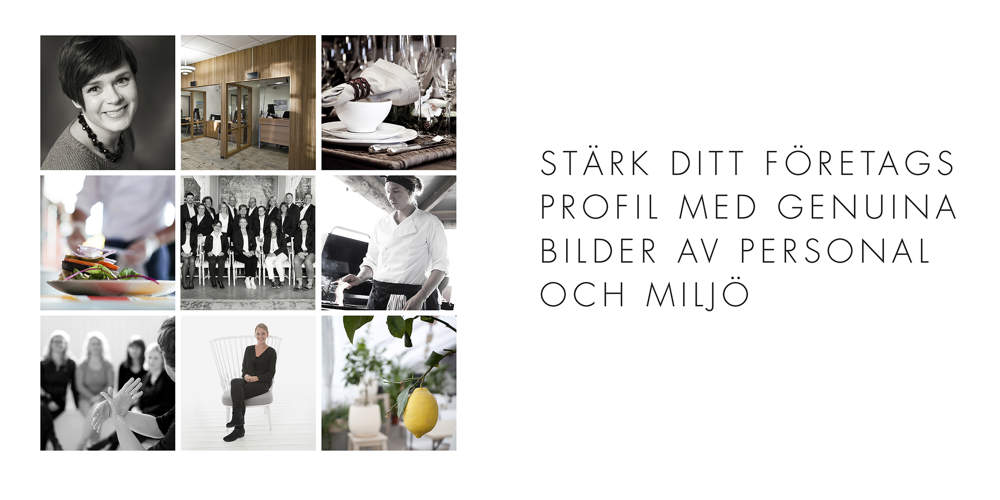 STÄRK DITT FÖRETAGS
PROFIL MED GENUINA
BILDER AV PERSONAL
OCH MILJÖ